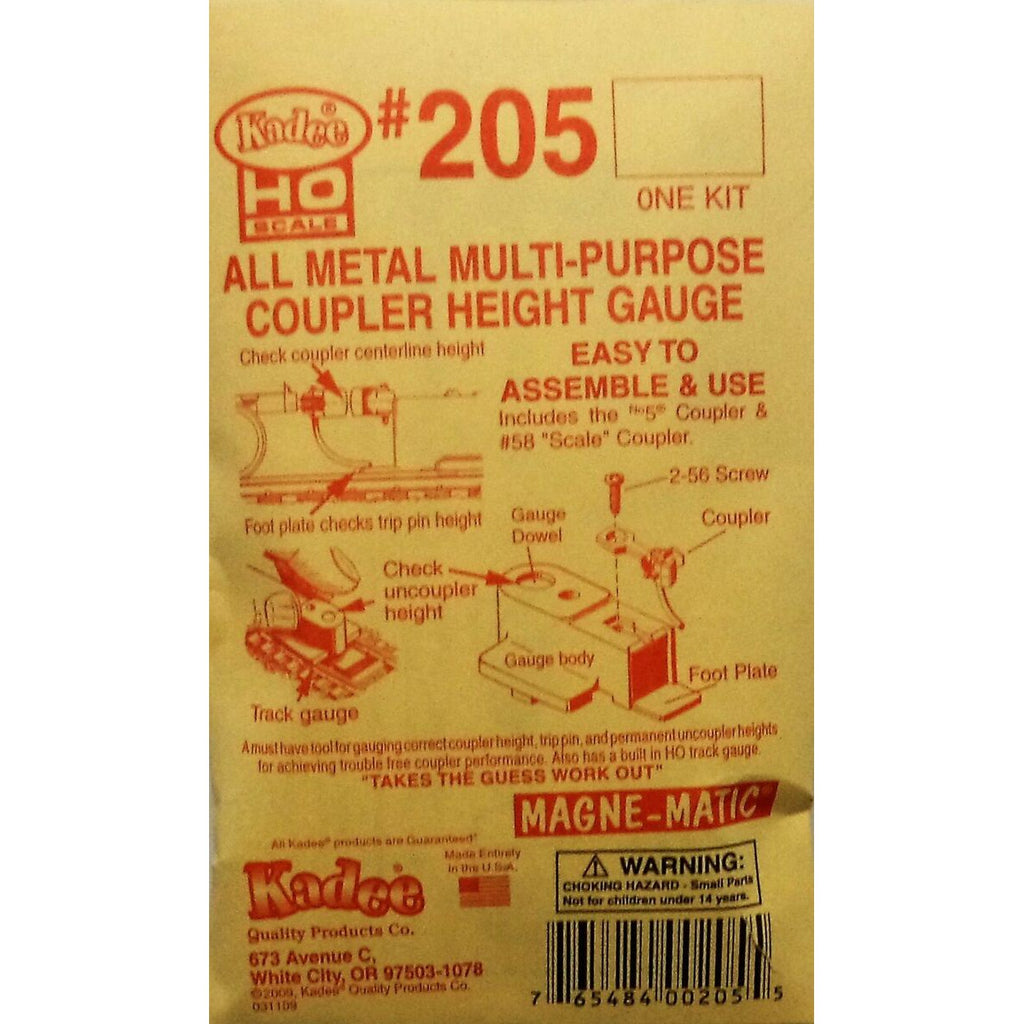 Kadee®
HO
SCALE
#205
ONE KIT
ALL METAL MULTI-PURPOSE
COUPLER HEIGHT GAUGE
Check coupler centerline height
EASY TO
ASSEMBLE & USE
Includes the No5® Coupler &
#58 "Scale" Coupler.
2-56 Screw
Foot plate checks trip pin height
Gauge
Dowel
Coupler
Check
uncoupler
height
Gauge body
Foot Plate
Track gauge
A must have tool for gauging correct coupler height, trip pin, and permanent uncoupler heights
for achieving trouble free coupler performance. Also has a built in HO track gauge.
"TAKES THE GUESS WORK OUT"
MAGNE-MATIC®
All Kadee® products are Guaranteed"
Made Entirely
in the U.S.A.
Kadee®
Quality Products Co.
673 Avenue C,
White City, OR 97503-1078
©2009, Kadee® Quality Products Co.
031109
WARNING:
CHOKING HAZARD - Small Parts
Not for children under 14 years.
7 65484 00205 5